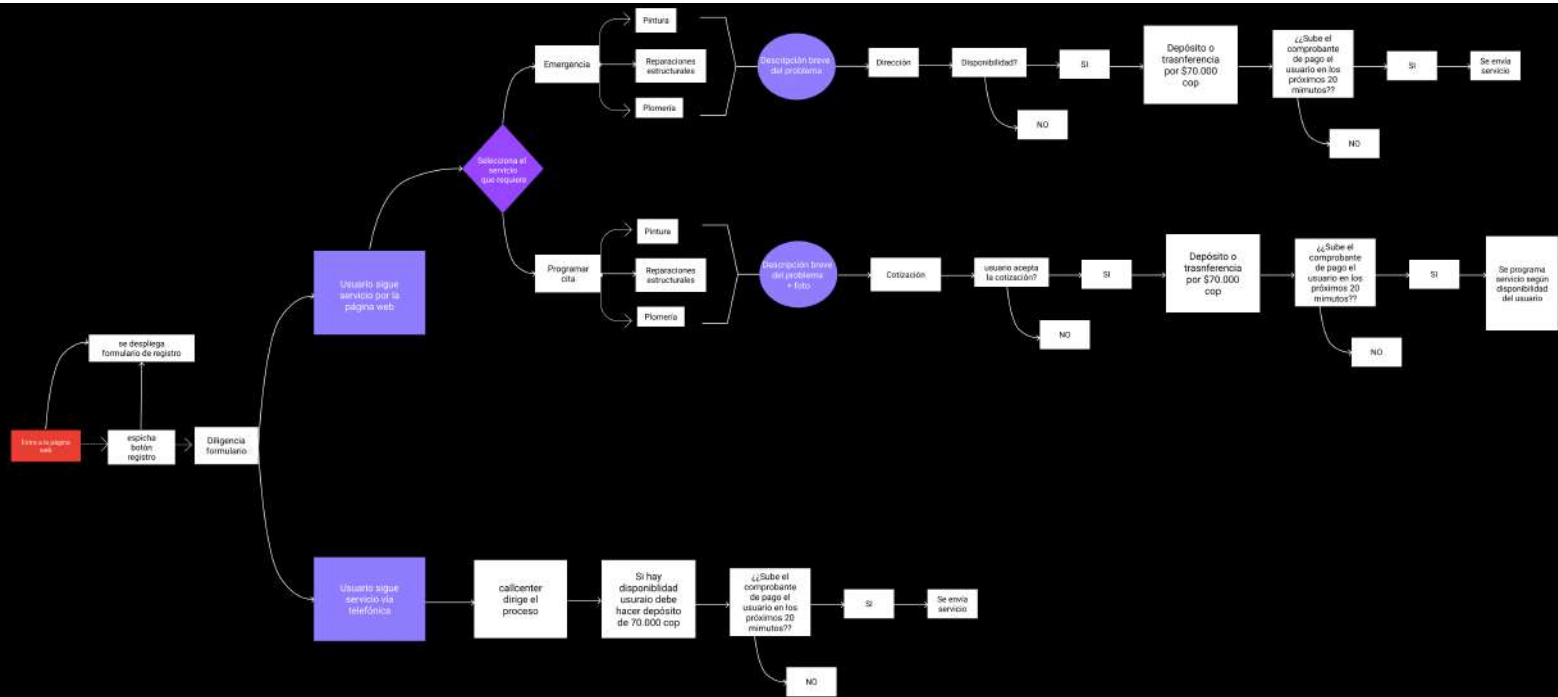 Entra a la página
web
espicha
botón
registro
se despliega
formulario de registro
Diligencia
formulario
Usuario sigue
servicio por la
página web
Selecciona el
servicio
que requiere
Emergencia
Pintura
Reparaciones
estructurales
Plomería
Descripción breve
del problema
Dirección
Disponibilidad?
SI
NO
Depósito o
trasnferencia
por $70.000
cop
¿¿Sube el
comprobante
de pago el
usuario en los
próximos 20
mimutos??
SI
NO
Se envía
servicio
Programar
cita
Pintura
Reparaciones
estructurales
Plomería
Descripción breve
del problema
+ foto
Cotización
usuario acepta
la cotización?
SI
NO
Depósito o
trasnferencia
por $70.000
cop
¿¿Sube el
comprobante
de pago el
usuario en los
próximos 20
mimutos??
SI
NO
Se programa
servicio según
disponibilidad
del usuario
Usuario sigue
servicio vía
telefónica
callcenter
dirige el
proceso
Si hay
disponiblidad
usuraio debe
hacer depósito
de 70.000 cop
¿¿Sube el
comprobante
de pago el
usuario en los
próximos 20
mimutos??
SI
NO
Se envía
servicio